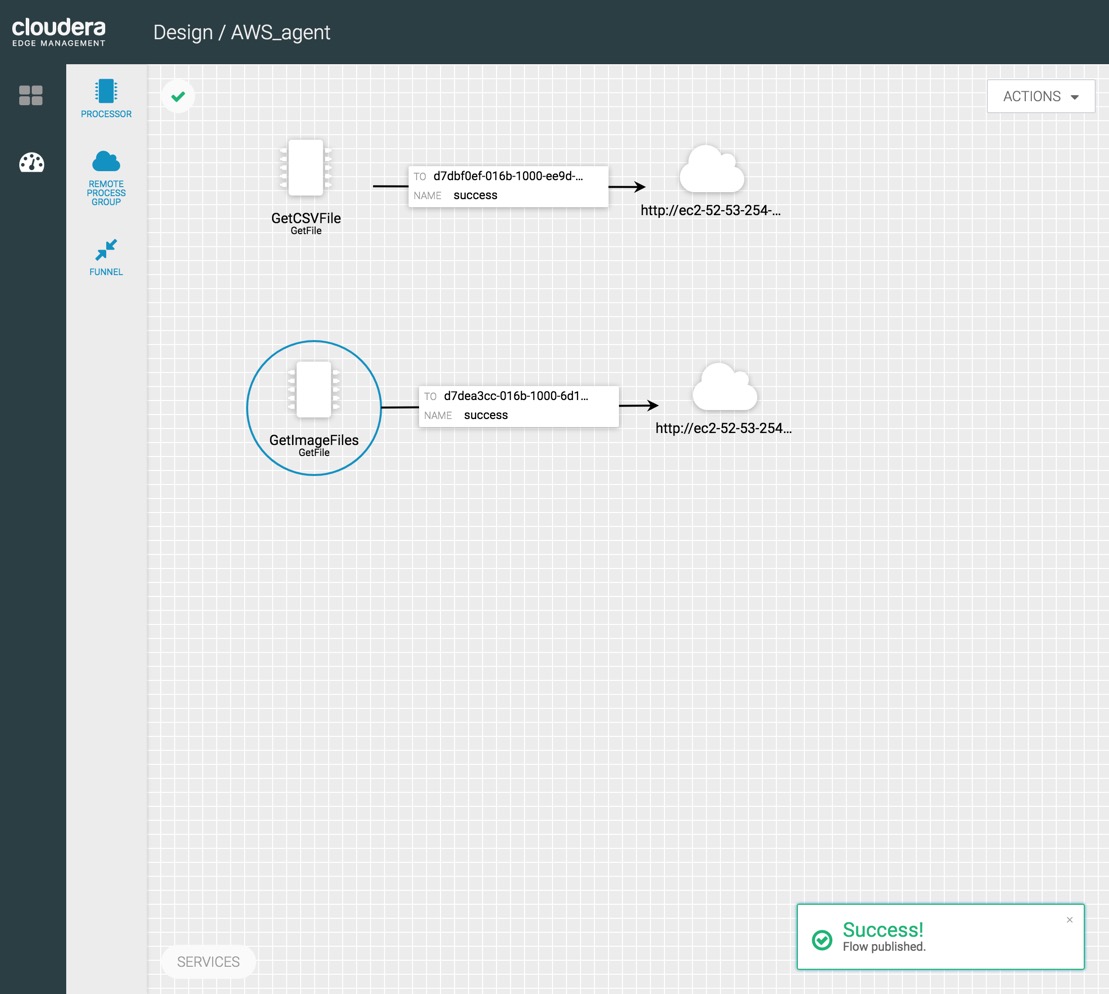 cloudera
EDGE MANAGEMENT
Design / AWS_agent
PROCESSOR
REMOTE
PROCESS
GROUP
FUNNEL
ACTIONS
TO d7dbf0ef-016b-1000-ee9d-...
NAME success
GetCSVFile
GetFile
http://ec2-52-53-254-...
TO d7dea3cc-016b-1000-6d1...
NAME success
GetImageFiles
GetFile
http://ec2-52-53-254...
Success!
Flow published.
×
SERVICES